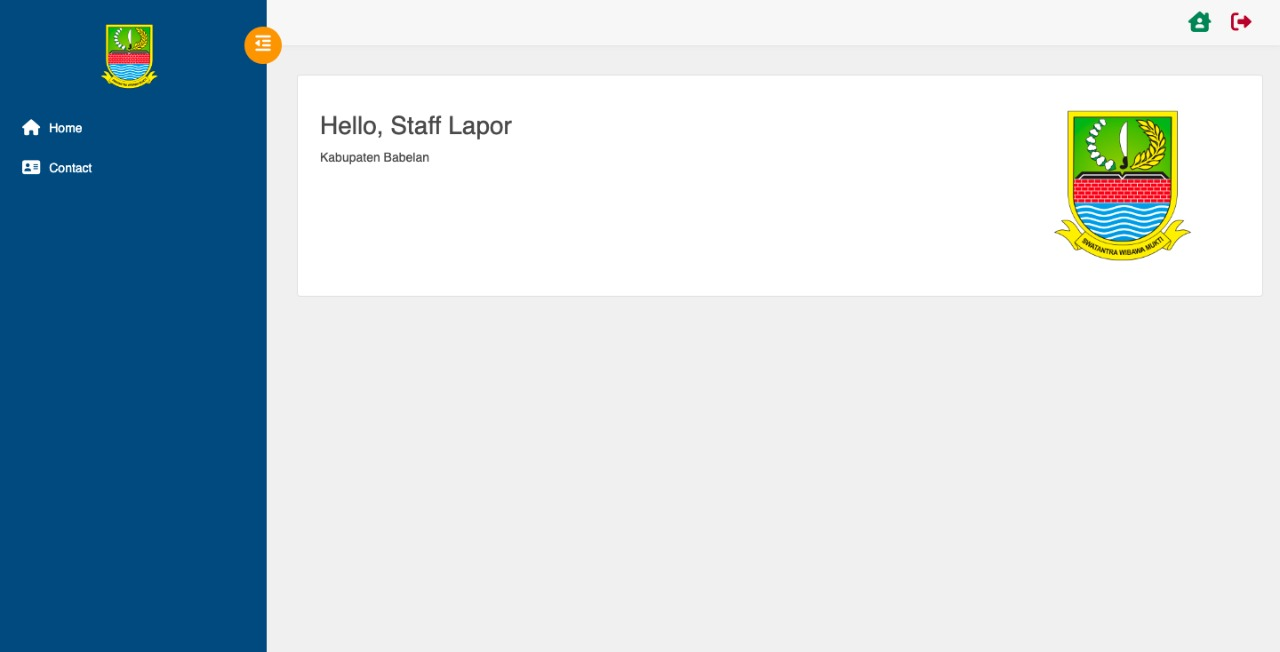 Home
Contact
Hello, Staff Lapor
Kabupaten Babelan
SWATANTRA WIBAWA MUKTI